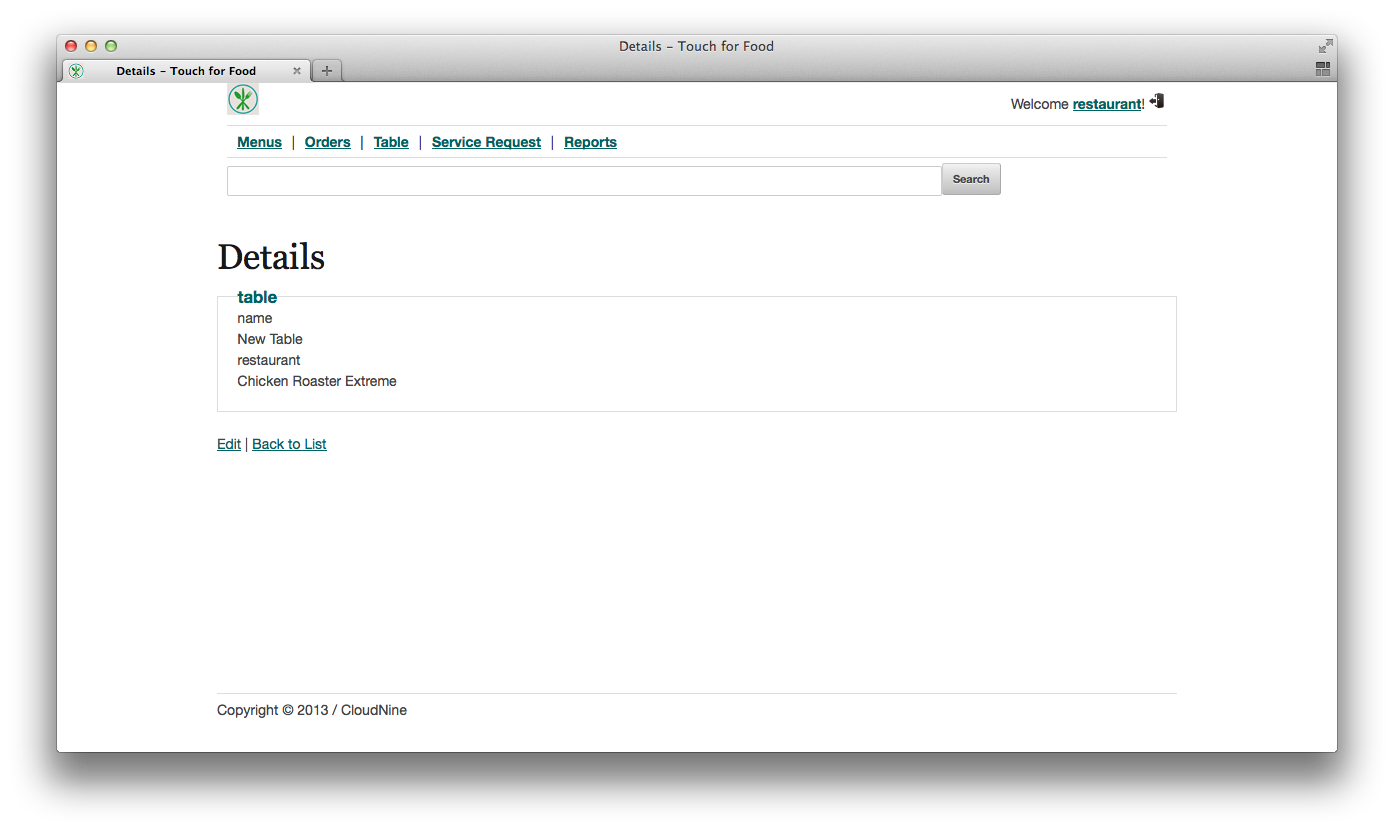 Details – Touch for Food
Details – Touch for Food
Welcome restaurant!
Menus | Orders | Table | Service Request | Reports
Search
Details
table
name
New Table
restaurant
Chicken Roaster Extreme
Edit | Back to List
Copyright © 2013 / CloudNine